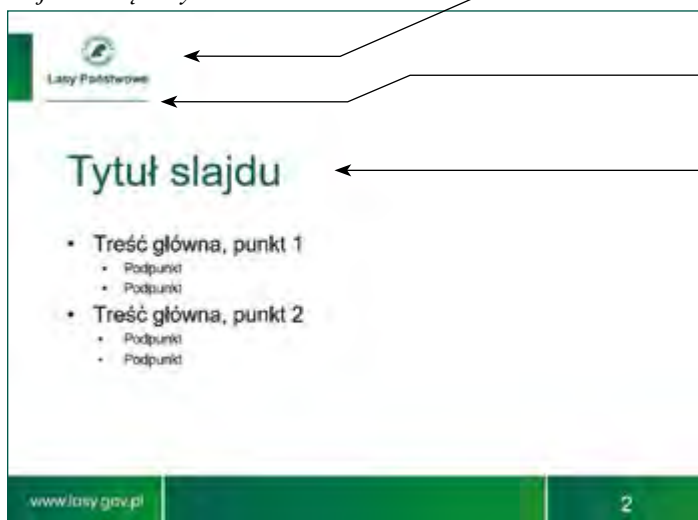 Lasy Państwowe
Tytuł slajdu
• Treść główna, punkt 1
• Podpunkt
• Podpunkt
• Treść główna, punkt 2
• Podpunkt
• Podpunkt
www.lasy.gov.pl
2